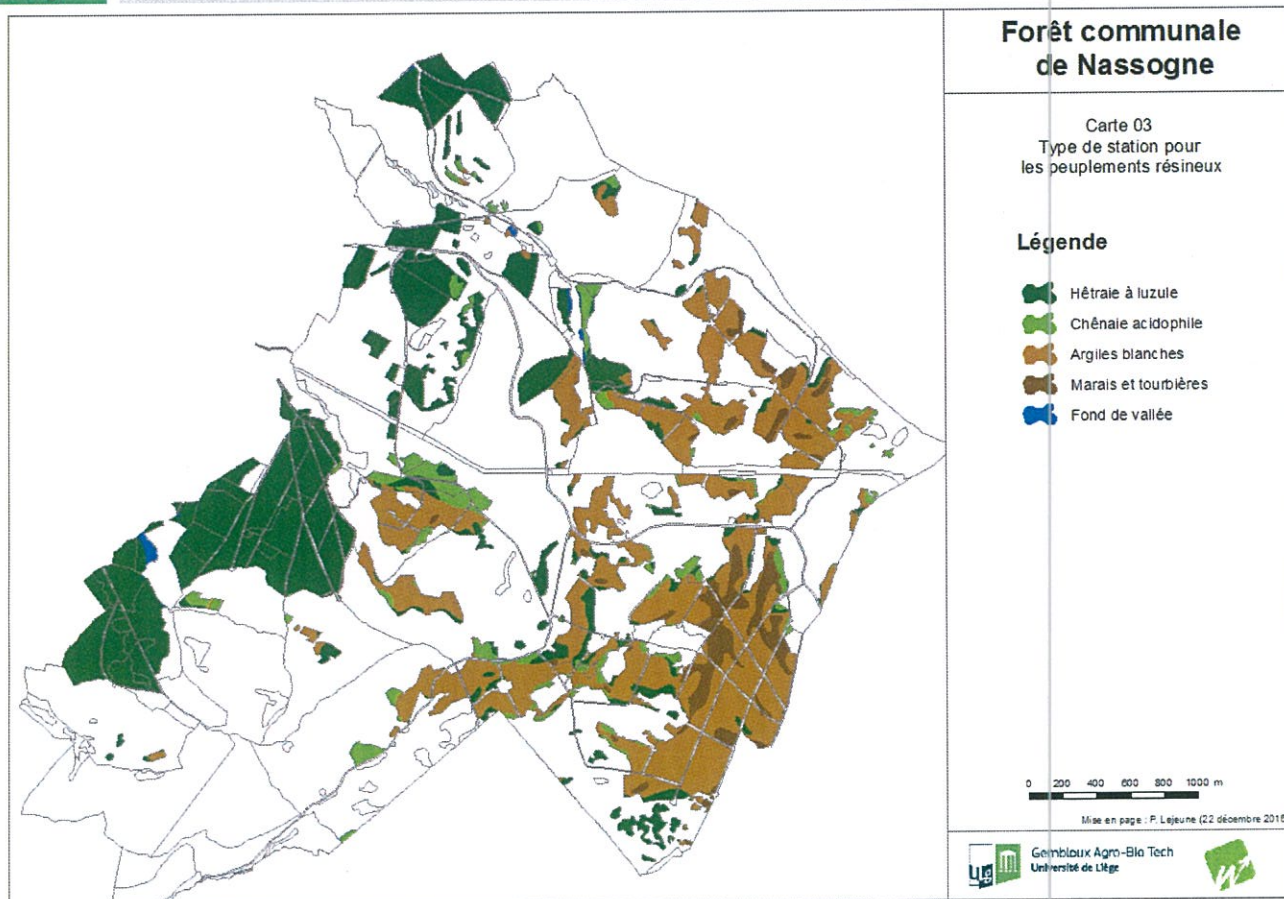 Forêt communale
de Nassogne
Carte 03
Type de station pour
les peuplements résineux
Légende
Hêtraie à luzule
Chênaie acidophile
Argiles blanches
Marais et tourbières
Fond de vallée
0 200 400 600 800 1000 m
Mise en page : P. Lejeune (22 décembre 2016
Gembloux Agro-Bio Tech
Université de Liège